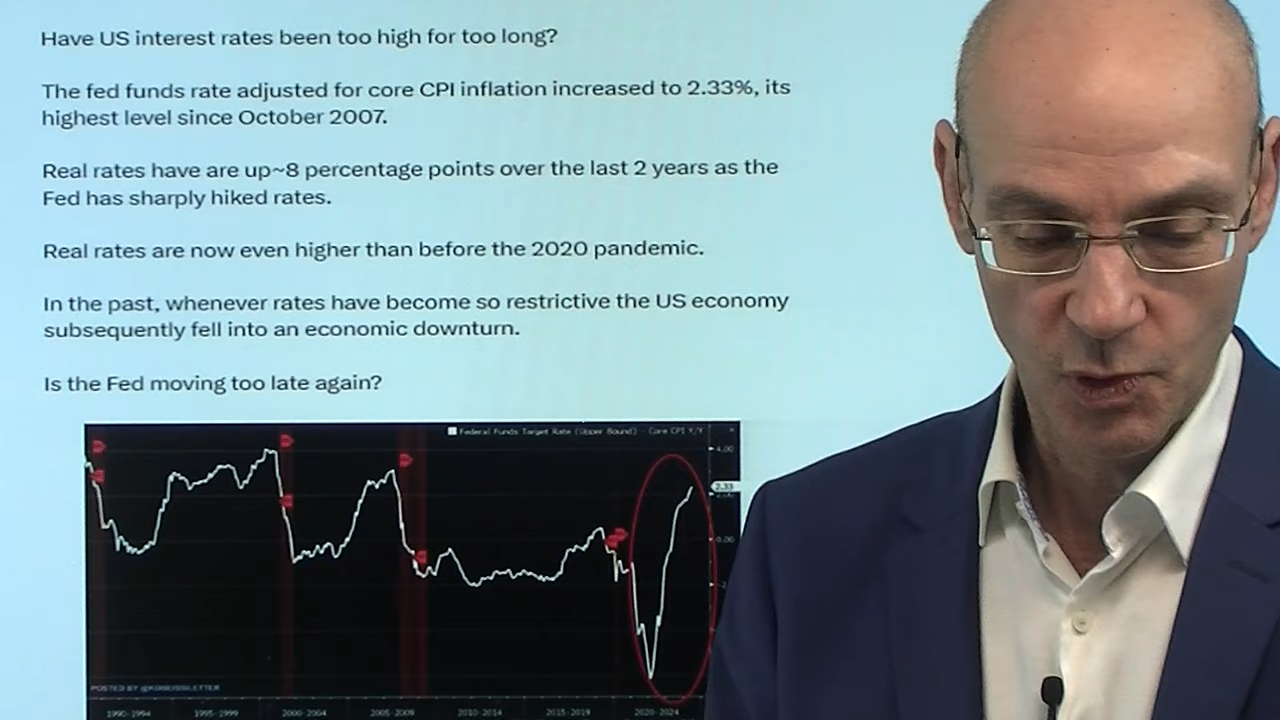 Have US interest rates been too high for too long?
The fed funds rate adjusted for core CPI inflation increased to 2.33%, its
highest level since October 2007.
Real rates have are up~8 percentage points over the last 2 years as the
Fed has sharply hiked rates.
Real rates are now even higher than before the 2020 pandemic.
In the past, whenever rates have become so restrictive the US economy
subsequently fell into an economic downturn.
Is the Fed moving too late again?
Federal Funds Target Rate (Upper Bound) - Core CPI Y/Y
4.00
2.33
0.00
POSTED BY @KOBEISSILETTER
1990-1994 1995-1999 2000-2004 2005-2009 2010-2014 2015-2019 2020-2024